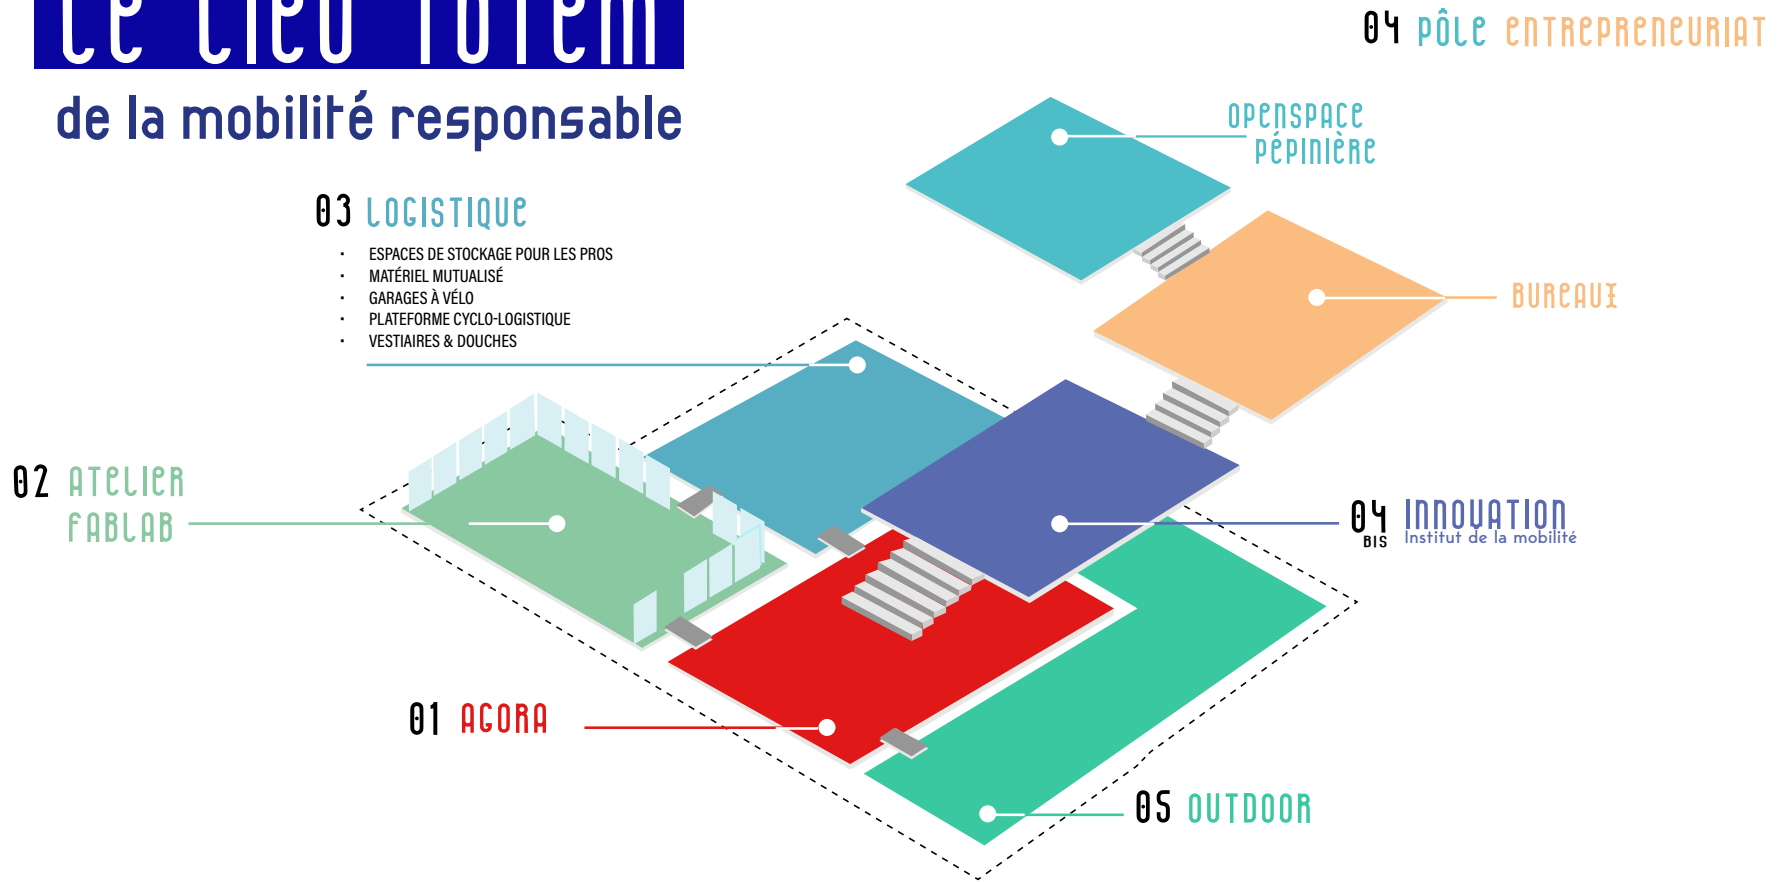 Le Lieu Totem
de la mobilité responsable
04 PÔLE ENTREPRENEURIAT
OPENSPACE
PÉPINIÈRE
03 LOGISTIQUE
· ESPACES DE STOCKAGE POUR LES PROS
· MATÉRIEL MUTUALISÉ
· GARAGES À VÉLO
· PLATEFORME CYCLO-LOGISTIQUE
· VESTIAIRES & DOUCHES
BUREAUX
02 ATELIER
FABLAB
04 BIS INNOVATION
Institut de la mobilité
01 AGORA
05 OUTDOOR